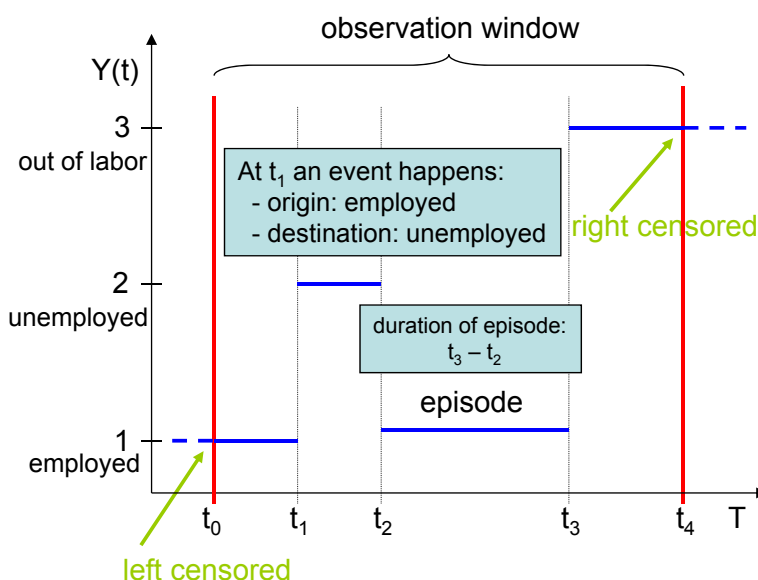 observation window
Y(t)
3
out of labor
At t₁ an event happens:
- origin: employed
- destination: unemployed
right censored
2
unemployed
duration of episode:
t₃ – t₂
episode
1
employed
t₀ t₁ t₂ t₃ t₄ T
left censored